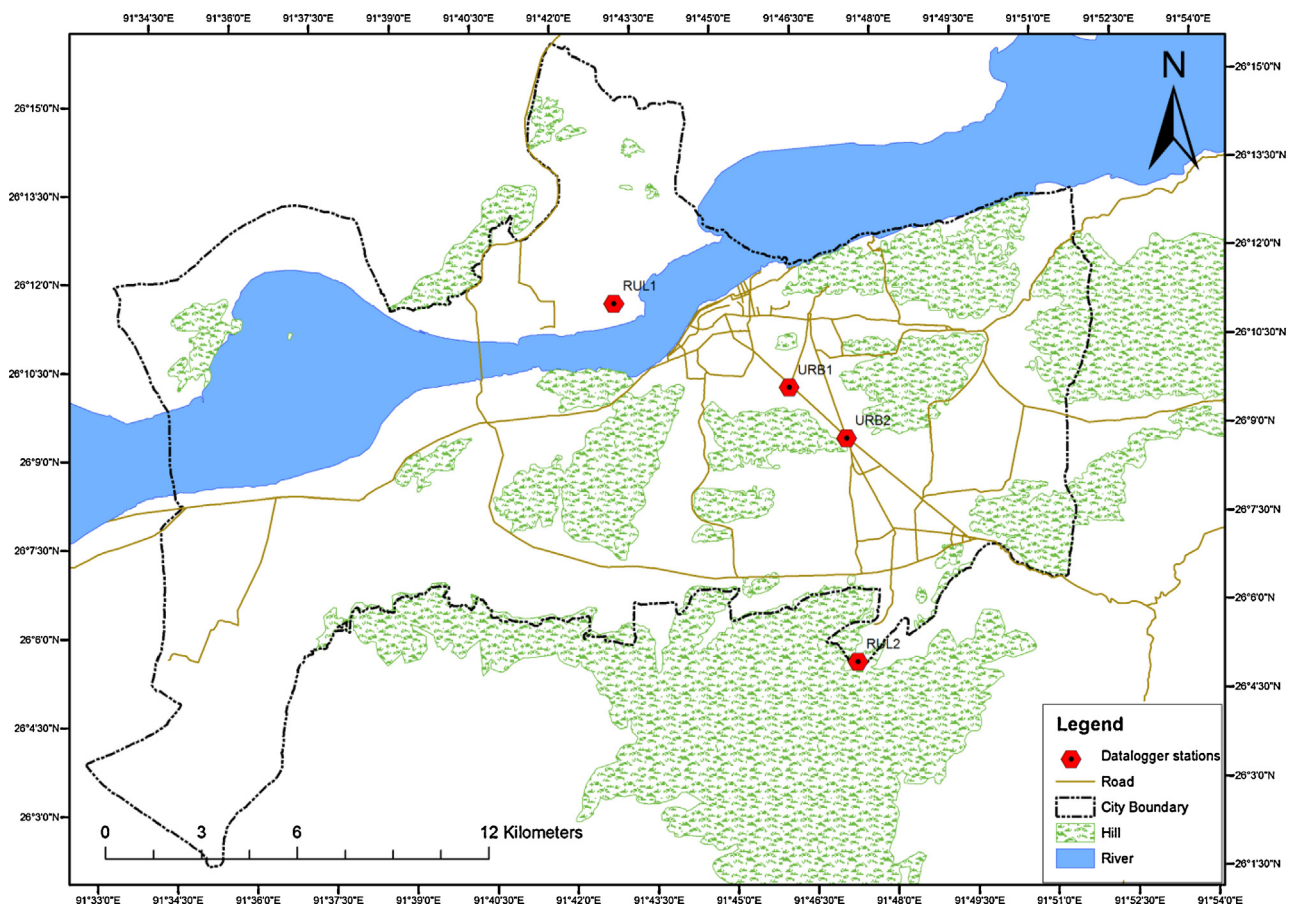 91°34'30"E 91°36'0"E 91°37'30"E 91°39'0"E 91°40'30"E 91°42'0"E 91°43'30"E 91°45'0"E 91°46'30"E 91°48'0"E 91°49'30"E 91°51'0"E 91°52'30"E 91°54'0"E
N
26°15'0"N
26°15'0"N
26°13'30"N
26°13'30"N
26°12'0"N
26°12'0"N
RUL1
26°10'30"N
26°10'30"N
URB1
26°9'0"N
URB2
26°9'0"N
26°7'30"N
26°7'30"N
26°6'0"N
26°6'0"N
RUL2
26°4'30"N
26°4'30"N
Legend
Datalogger stations
Road
26°3'30"N
City Boundary
26°3'0"N
Hill
0 3 6 12 Kilometers
River
26°1'30"N
91°33'0"E 91°34'30"E 91°36'0"E 91°37'30"E 91°39'0"E 91°40'30"E 91°42'0"E 91°43'30"E 91°45'0"E 91°46'30"E 91°48'0"E 91°49'30"E 91°51'0"E 91°52'30"E 91°54'0"E